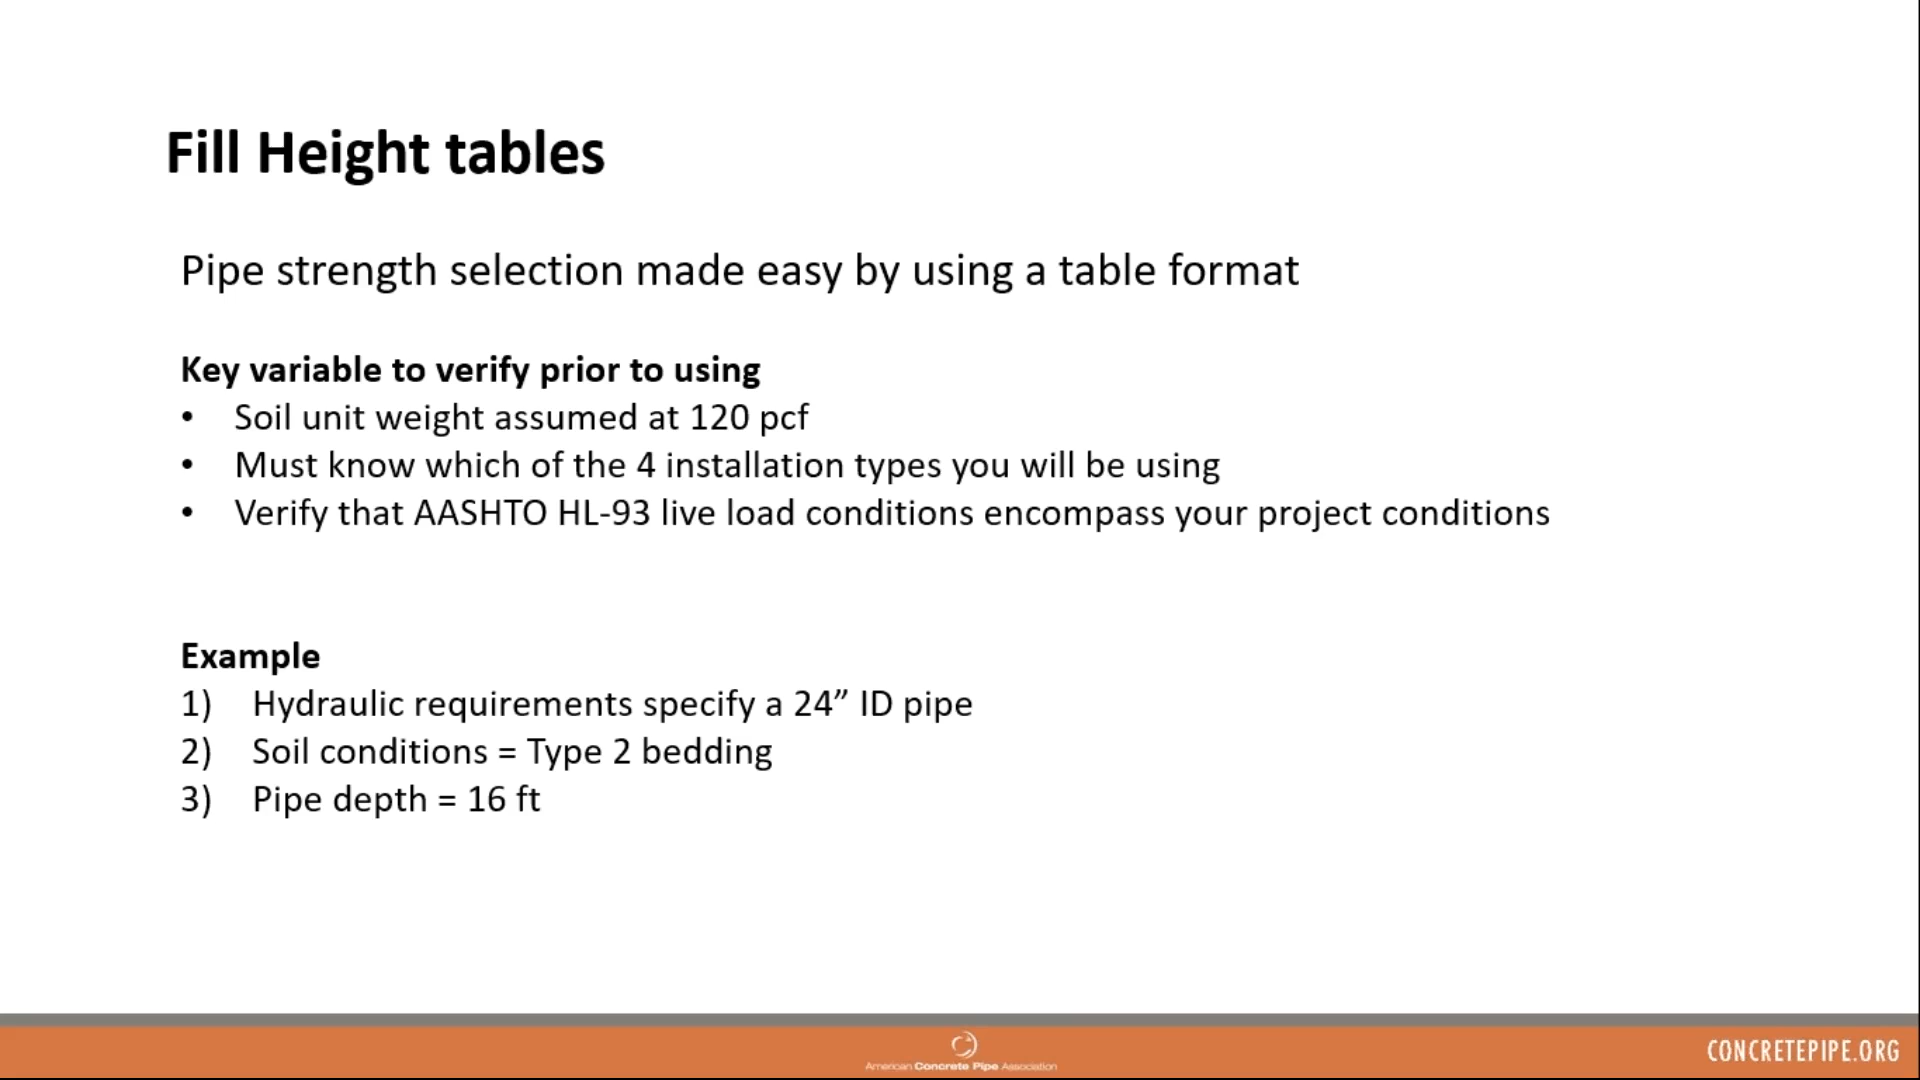 Fill Height tables
Pipe strength selection made easy by using a table format
Key variable to verify prior to using
• Soil unit weight assumed at 120 pcf
• Must know which of the 4 installation types you will be using
• Verify that AASHTO HL-93 live load conditions encompass your project conditions
Example
1) Hydraulic requirements specify a 24” ID pipe
2) Soil conditions = Type 2 bedding
3) Pipe depth = 16 ft
American Concrete Pipe Association
CONCRETEPIPE.ORG